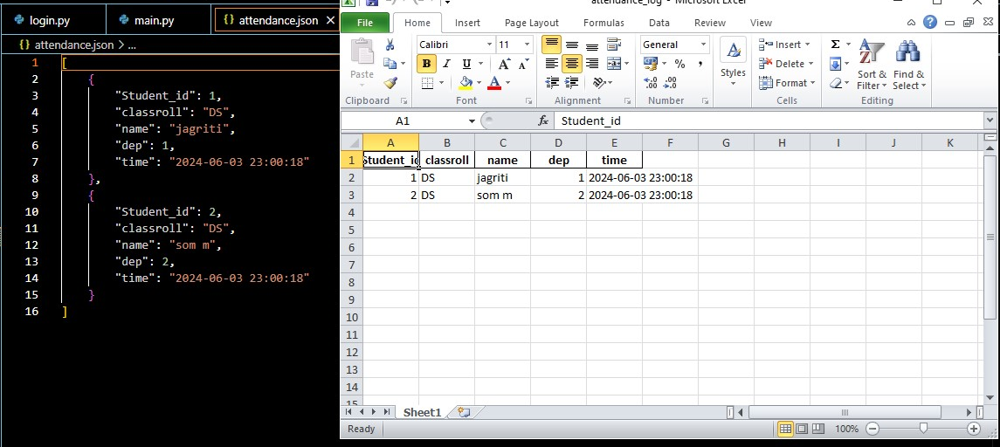 login.py main.py attendance.json
attendance.json > ...
1 [
2 {
3 "Student_id": 1,
4 "classroll": "DS",
5 "name": "jagriti",
6 "dep": 1,
7 "time": "2024-06-03 23:00:18"
8 },
9 {
10 "Student_id": 2,
11 "classroll": "DS",
12 "name": "som m",
13 "dep": 2,
14 "time": "2024-06-03 23:00:18"
15 }
16 ]
attendance_log - Microsoft Excel
File Home Insert Page Layout Formulas Data Review View
Paste
Calibri 11
General
B I U A A
% ,
Styles
Insert
Delete
Format
Σ
Sort & Filter
Find & Select
Clipboard Font Alignment Number Cells Editing
A1 fx Student_id
A B C D E F G H I J K
1 Student_id classroll name dep time
2 1 DS jagriti 1 2024-06-03 23:00:18
3 2 DS som m 2 2024-06-03 23:00:18
4
5
6
7
8
9
10
11
12
13
14
15
Sheet1
Ready 100%